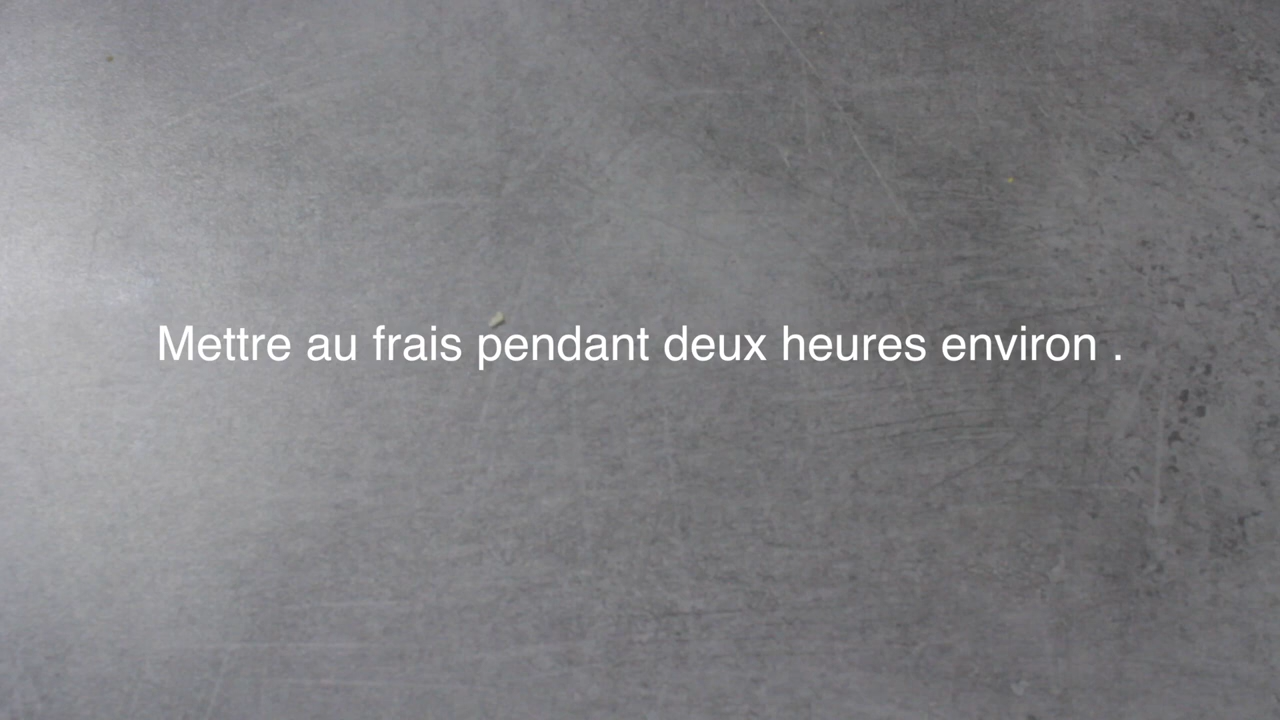 Mettre au frais pendant deux heures environ .